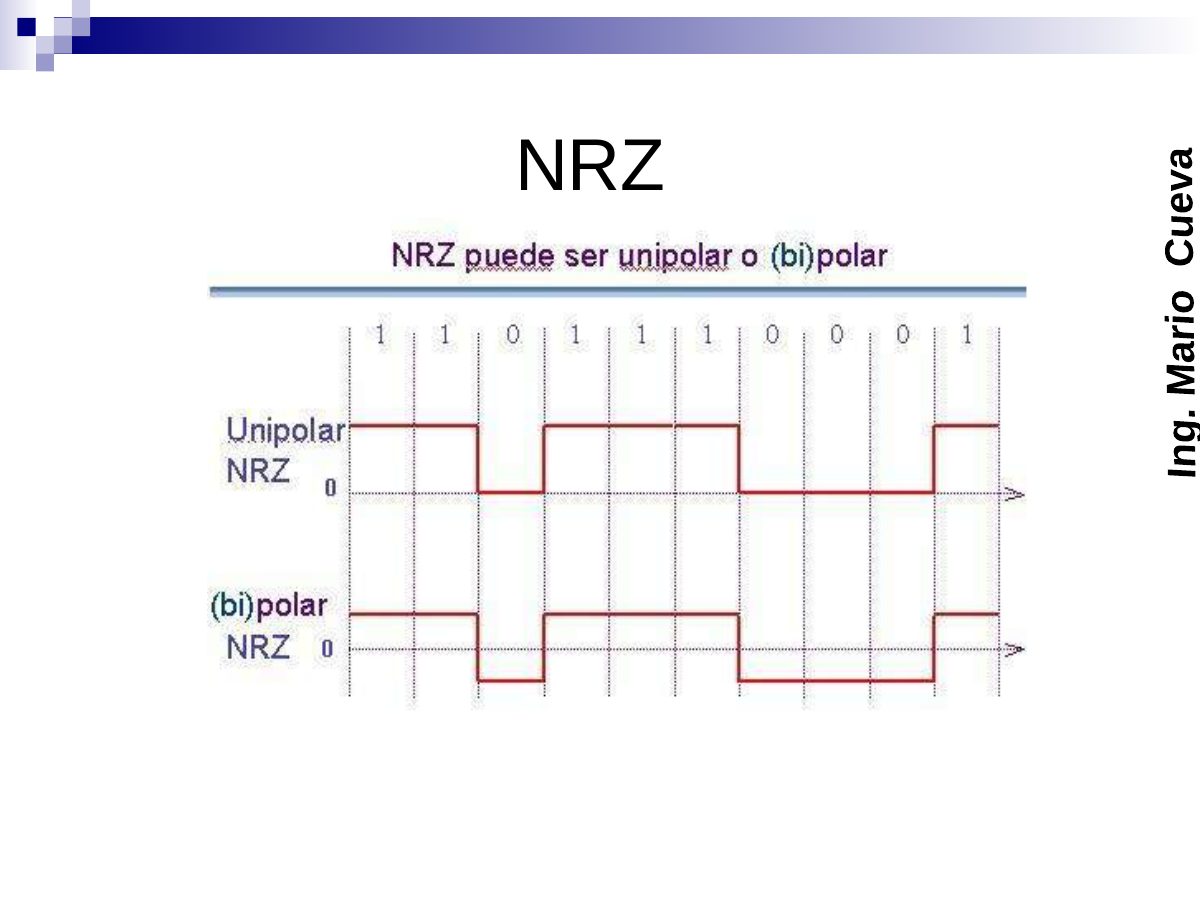 NRZ
NRZ puede ser unipolar o (bi)polar
1 1 0 1 1 1 0 0 0 1
Unipolar
NRZ 0
(bi)polar
NRZ 0
Ing. Mario Cueva